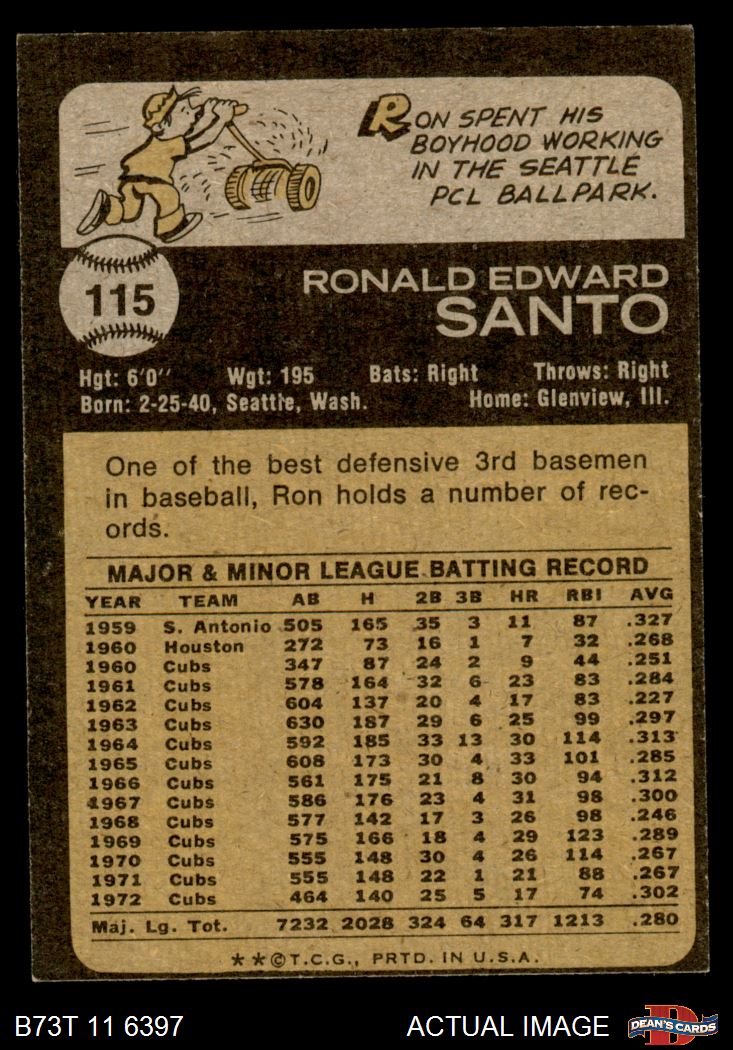 RON SPENT HIS
BOYHOOD WORKING
IN THE SEATTLE
PCL BALLPARK.
115
RONALD EDWARD
SANTO
Hgt: 6'0'' Wgt: 195 Bats: Right Throws: Right
Born: 2-25-40, Seattle, Wash. Home: Glenview, Ill.
One of the best defensive 3rd basemen
in baseball, Ron holds a number of rec-
ords.
MAJOR & MINOR LEAGUE BATTING RECORD
YEAR TEAM AB H 2B 3B HR RBI AVG
1959 S. Antonio 505 165 35 3 11 87 .327
1960 Houston 272 73 16 1 7 32 .268
1960 Cubs 347 87 24 2 9 44 .251
1961 Cubs 578 164 32 6 23 83 .284
1962 Cubs 604 137 20 4 17 83 .227
1963 Cubs 630 187 29 6 25 99 .297
1964 Cubs 592 185 33 13 30 114 .313
1965 Cubs 608 173 30 4 33 101 .285
1966 Cubs 561 175 21 8 30 94 .312
1967 Cubs 586 176 23 4 31 98 .300
1968 Cubs 577 142 17 3 26 98 .246
1969 Cubs 575 166 18 4 29 123 .289
1970 Cubs 555 148 30 4 26 114 .267
1971 Cubs 555 148 22 1 21 88 .267
1972 Cubs 464 140 25 5 17 74 .302
Maj. Lg. Tot. 7232 2028 324 64 317 1213 .280
**©T.C.G., PRTD. IN U.S.A.
B73T 11 6397 ACTUAL IMAGE DEAN'S CARDS